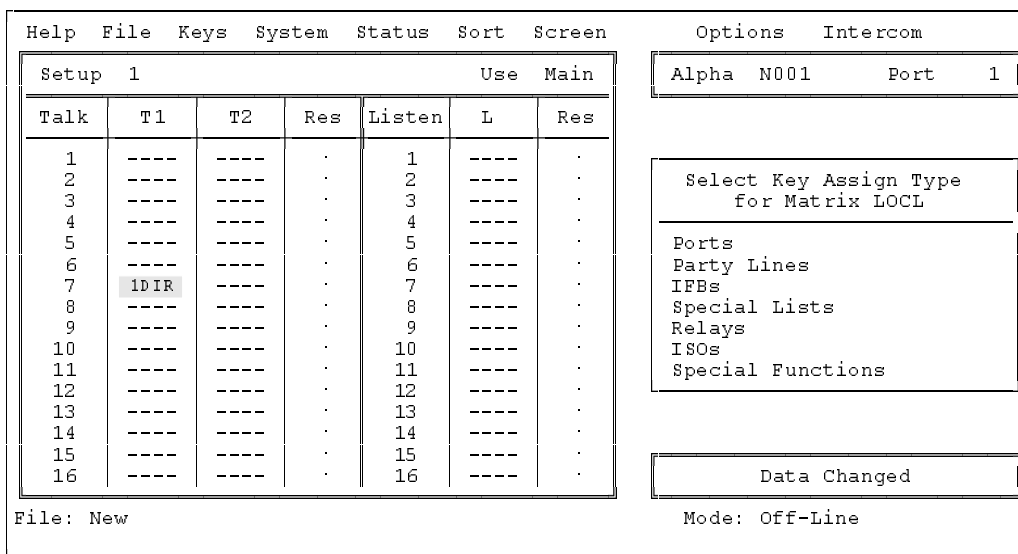 Help File Keys System Status Sort Screen Options Intercom
Setup 1 Use Main
Talk T1 T2 Res Listen L Res
1 ---- ---- · 1 ---- ·
2 ---- ---- · 2 ---- ·
3 ---- ---- · 3 ---- ·
4 ---- ---- · 4 ---- ·
5 ---- ---- · 5 ---- ·
6 ---- ---- · 6 ---- ·
7 1DIR ---- · 7 ---- ·
8 ---- ---- · 8 ---- ·
9 ---- ---- · 9 ---- ·
10 ---- ---- · 10 ---- ·
11 ---- ---- · 11 ---- ·
12 ---- ---- · 12 ---- ·
13 ---- ---- · 13 ---- ·
14 ---- ---- · 14 ---- ·
15 ---- ---- · 15 ---- ·
16 ---- ---- · 16 ---- ·
Alpha N001 Port 1
Select Key Assign Type
for Matrix LOCL
Ports
Party Lines
IFBs
Special Lists
Relays
ISOs
Special Functions
Data Changed
File: New
Mode: Off-Line